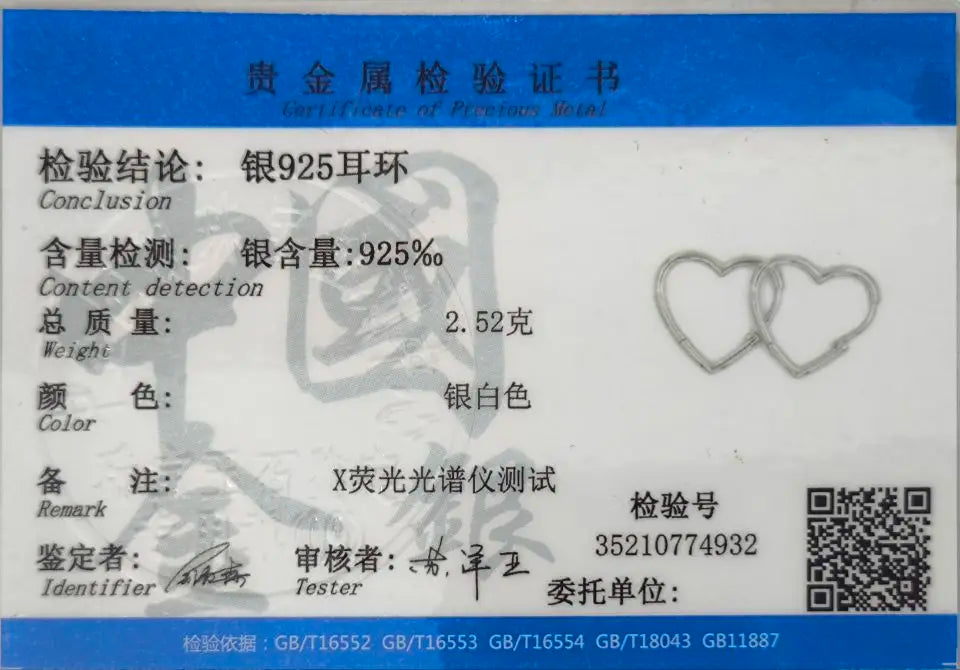 贵金属检验证书
Certificate of Precious Metal
检验结论: 银925耳环
Conclusion
含量检测: 银含量:925‰
Content detection
总质量: 2.52克
Weight
颜色: 银白色
Color
备注: X荧光光谱仪测试
Remark
检验号
35210774932
鉴定者: 审核者:
Identifier Tester
委托单位:
检验依据:GB/T16552 GB/T16553 GB/T16554 GB/T18043 GB11887
中國金銀